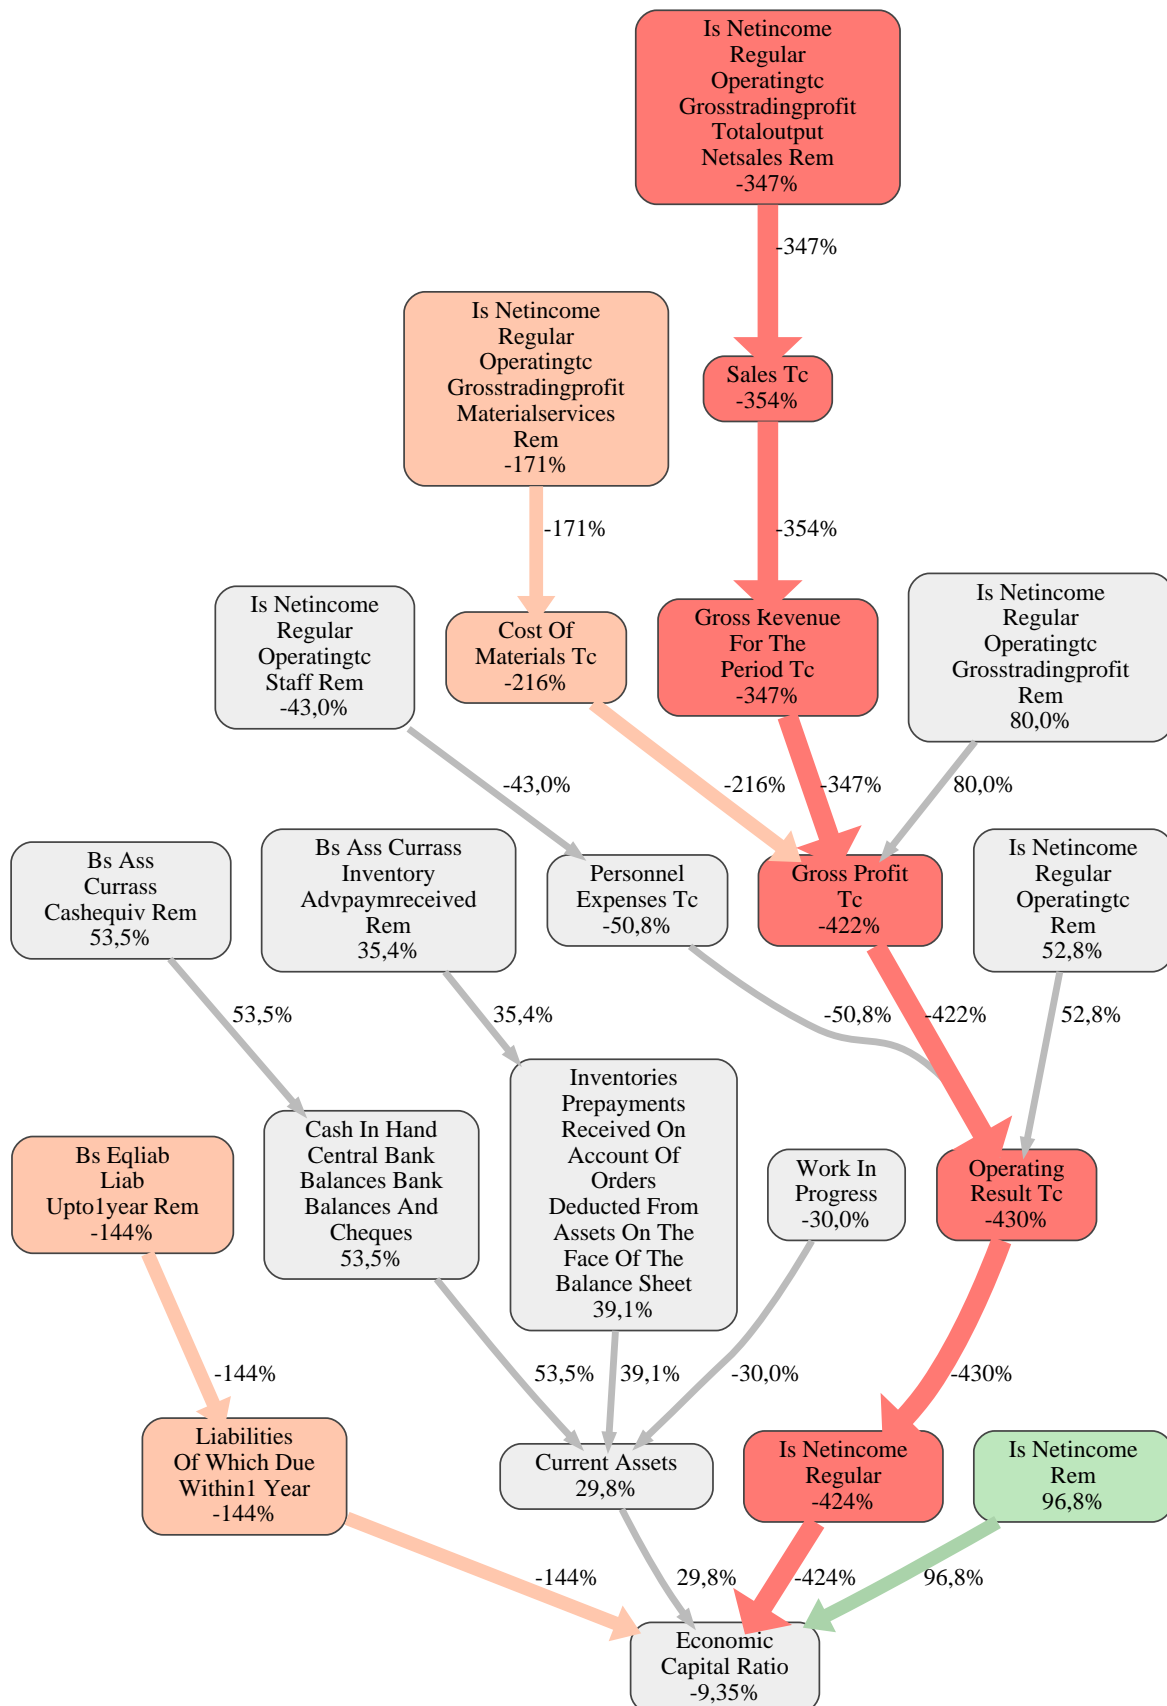 Is Netincome
Regular
Operatingtc
Grosstradingprofit
Totaloutput
Netsales Rem
-347%
-347%
Is Netincome
Regular
Operatingtc
Grosstradingprofit
Materialservices
Rem
-171%
Sales Tc
-354%
-171%
-354%
Is Netincome
Regular
Operatingtc
Staff Rem
-43,0%
Cost Of
Materials Tc
-216%
Gross Revenue
For The
Period Tc
-347%
Is Netincome
Regular
Operatingtc
Grosstradingprofit
Rem
80,0%
-43,0%
-216%
-347%
80,0%
Bs Ass
Currass
Cashequiv Rem
53,5%
Bs Ass Currass
Inventory
Advpaymreceived
Rem
35,4%
Personnel
Expenses Tc
-50,8%
Gross Profit
Tc
-422%
Is Netincome
Regular
Operatingtc
Rem
52,8%
53,5%
35,4%
-50,8%
-422%
52,8%
Bs Eqliab
Liab
Upto1year Rem
-144%
Cash In Hand
Central Bank
Balances Bank
Balances And
Cheques
53,5%
Inventories
Prepayments
Received On
Account Of
Orders
Deducted From
Assets On The
Face Of The
Balance Sheet
39,1%
Work In
Progress
-30,0%
Operating
Result Tc
-430%
-144%
53,5%
39,1%
-30,0%
-430%
Liabilities
Of Which Due
Within1 Year
-144%
Current Assets
29,8%
Is Netincome
Regular
-424%
Is Netincome
Rem
96,8%
-144%
29,8%
-424%
96,8%
Economic
Capital Ratio
-9,35%